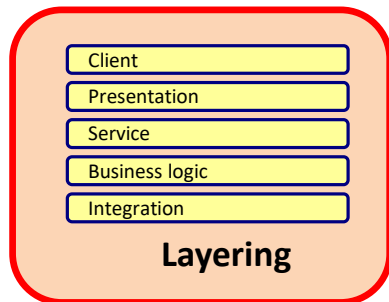 Client
Presentation
Service
Business logic
Integration
Layering